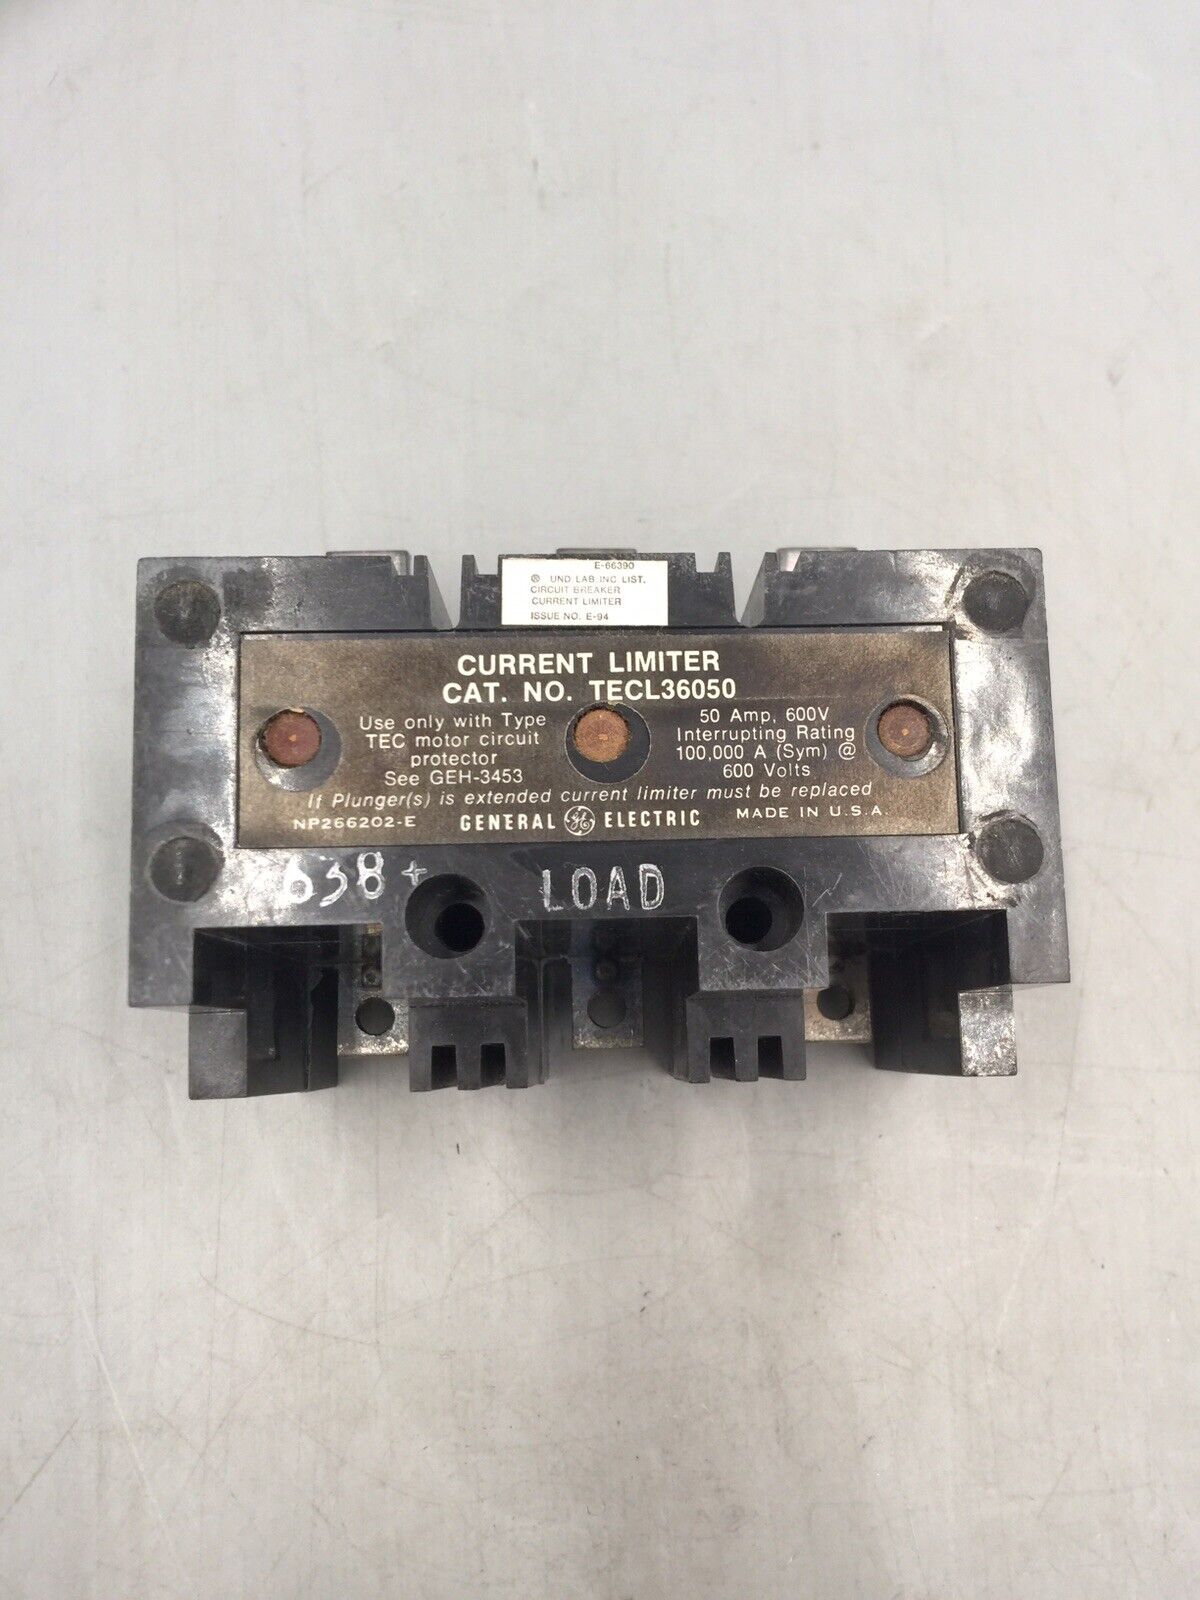 E-66390
® UND LAB INC LIST.
CIRCUIT BREAKER
CURRENT LIMITER
ISSUE NO. E-94
CURRENT LIMITER
CAT. NO. TECL36050
Use only with Type
TEC motor circuit
protector
See GEH-3453
50 Amp, 600V
Interrupting Rating
100,000 A (Sym) @
600 Volts
If Plunger(s) is extended current limiter must be replaced
NP266202-E GENERAL GE ELECTRIC MADE IN U.S.A.
658+
LOAD